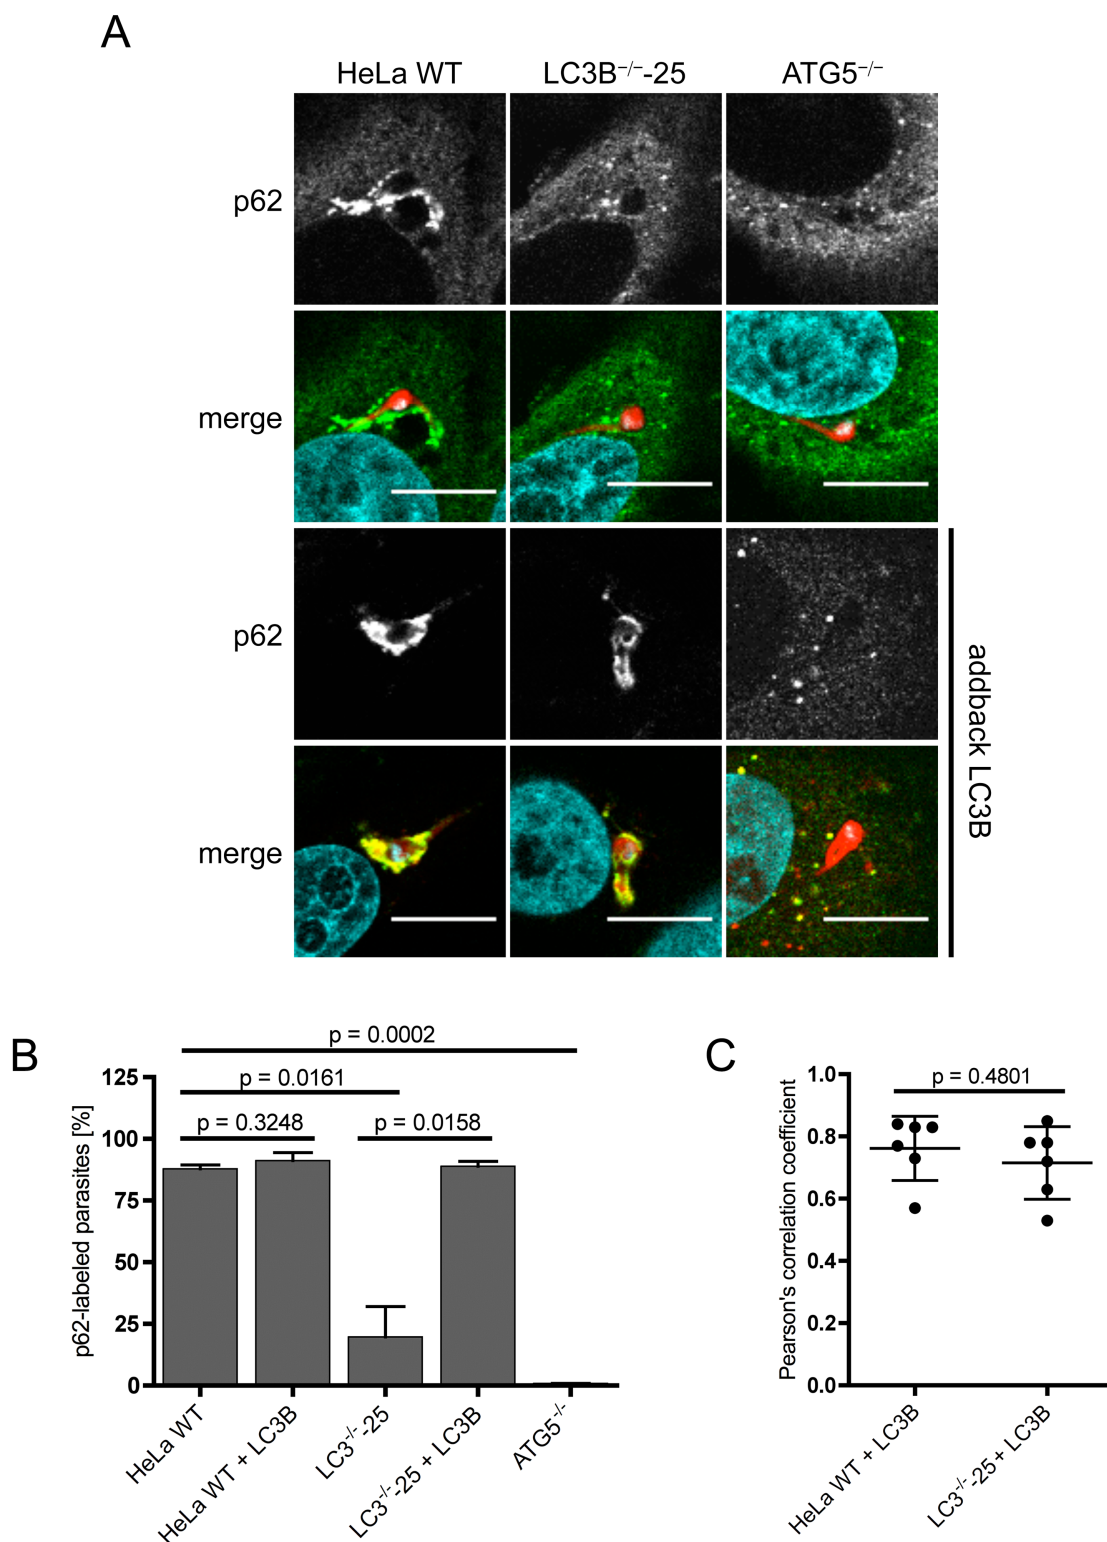 A
HeLa WT
LC3B⁻/⁻-25
ATG5⁻/⁻
p62
merge
p62
merge
addback LC3B
B
p = 0.0002
p = 0.0161
p = 0.3248
p = 0.0158
p62-labeled parasites [%]
125
100
75
50
25
0
HeLa WT
HeLa WT + LC3B
LC3⁻/⁻-25
LC3⁻/⁻-25 + LC3B
ATG5⁻/⁻
C
p = 0.4801
Pearson's correlation coefficient
1.0
0.8
0.6
0.4
0.2
0.0
HeLa WT + LC3B
LC3⁻/⁻-25 + LC3B